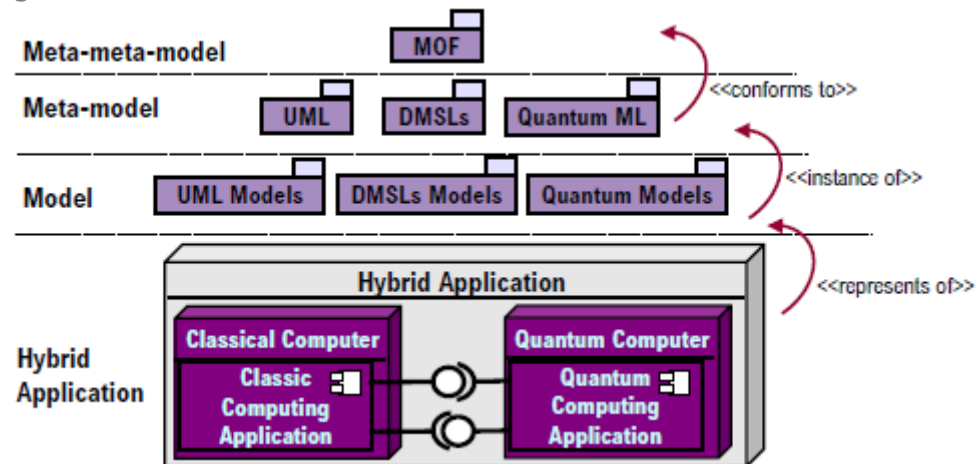 Meta-meta-model
MOF
<<conforms to>>
Meta-model
UML
DMSLs
Quantum ML
<<instance of>>
Model
UML Models
DMSLs Models
Quantum Models
<<represents of>>
Hybrid Application
Hybrid
Application
Classical Computer
Classic
Computing
Application
Quantum Computer
Quantum
Computing
Application